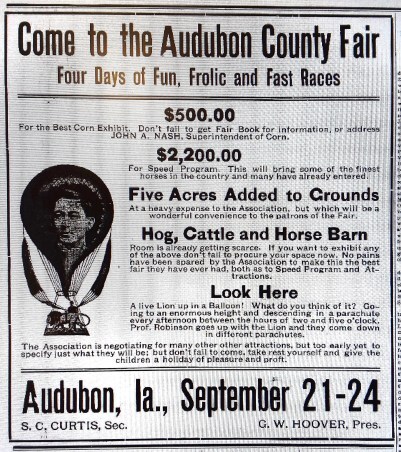 Come to the Audubon County Fair
Four Days of Fun, Frolic and Fast Races
$500.00
For the Best Corn Exhibit. Don't fail to get Fair Book for information, or address
JOHN A. NASH, Superintendent of Corn.
$2,200.00
For Speed Program. This will bring some of the finest
horses in the country and many have already entered.
Five Acres Added to Grounds
At a heavy expense to the Association, but which will be a
wonderful convenience to the patrons of the Fair.
Hog, Cattle and Horse Barn
Room is already getting scarce. If you want to exhibit any
of the above don't fail to procure your space now. No pains
have been spared by the Association to make this the best
fair they have ever had, both as to Speed Program and At-
tractions.
Look Here
A live Lion up in a Balloon! What do you think of it? Go-
ing to an enormous height and descending in a parachute
every afternoon between the hours of two and five o'clock.
Prof. Robinson goes up with the Lion and they come down
in different parachutes.
The Association is negotiating for many other attractions, but too early yet to
specify just what they will be; but don't fail to come, take rest yourself and give the
children a holiday of pleasure and profit.
Audubon, Ia., September 21-24
S. C. CURTIS, Sec. G. W. HOOVER, Pres.